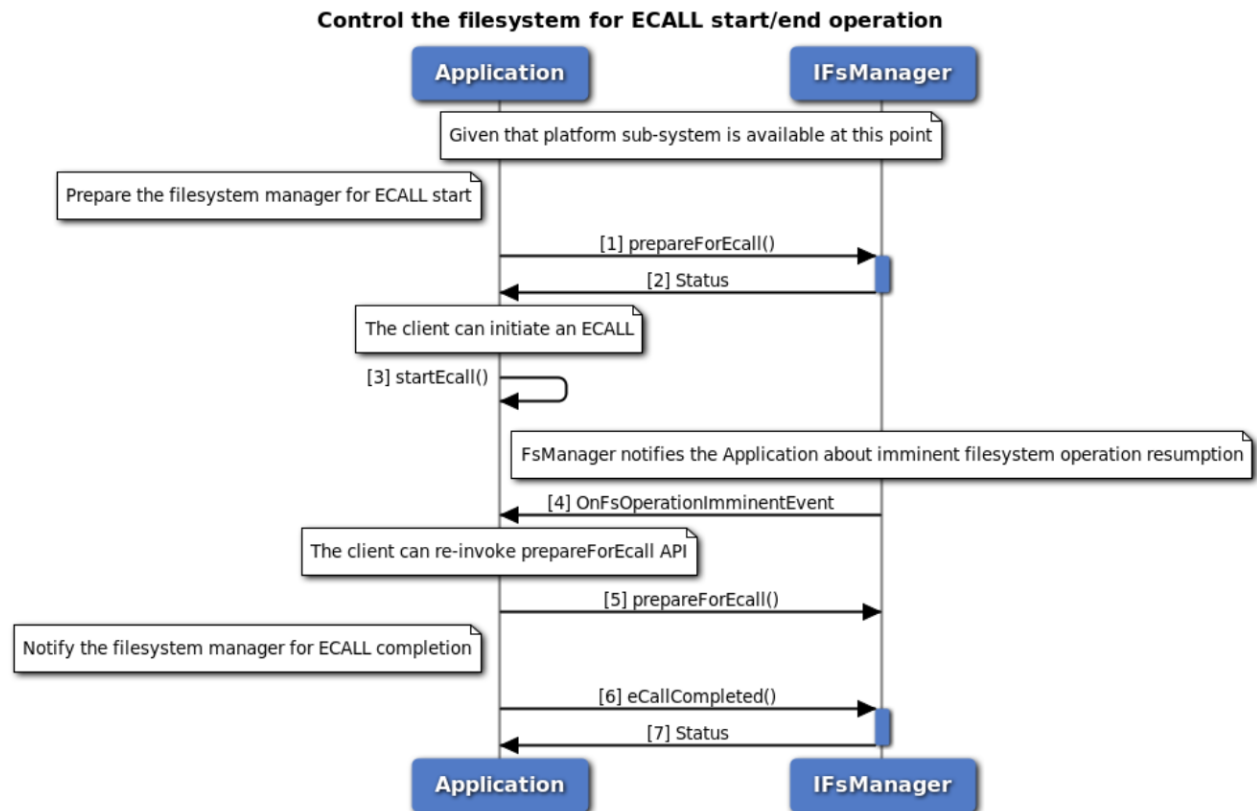 Control the filesystem for ECALL start/end operation
Application
IFsManager
Given that platform sub-system is available at this point
Prepare the filesystem manager for ECALL start
[1] prepareForEcall()
[2] Status
The client can initiate an ECALL
[3] startEcall()
FsManager notifies the Application about imminent filesystem operation resumption
[4] OnFsOperationImminentEvent
The client can re-invoke prepareForEcall API
[5] prepareForEcall()
Notify the filesystem manager for ECALL completion
[6] eCallCompleted()
[7] Status
Application
IFsManager